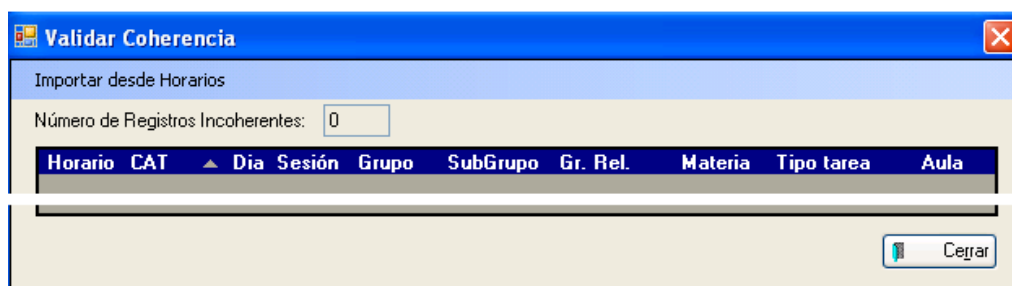 Validar Coherencia
Importar desde Horarios
Número de Registros Incoherentes: 0
Horario CAT Dia Sesión Grupo SubGrupo Gr. Rel. Materia Tipo tarea Aula
Cerrar